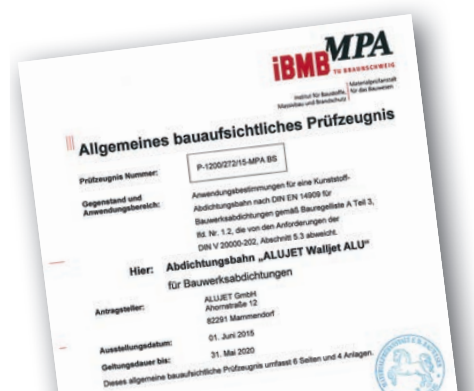 iBMB MPA
TU BRAUNSCHWEIG
Institut für Baustoffe, Materialprüfanstalt
Massivbau und Brandschutz für das Bauwesen
Allgemeines bauaufsichtliches Prüfzeugnis
Prüfzeugnis Nummer: P-1200/272/15-MPA BS
Gegenstand und Anwendungsbereich: Anwendungsbestimmungen für eine Kunststoff-
Abdichtungsbahn nach DIN EN 14909 für
Bauwerksabdichtungen gemäß Bauregelliste A Teil 3,
lfd. Nr. 1.2, die von den Anforderungen der
DIN V 20000-202, Abschnitt 5.3 abweicht.
Hier: Abdichtungsbahn „ALUJET Walljet ALU"
für Bauwerksabdichtungen
Antragsteller: ALUJET GmbH
Ahornstraße 12
82291 Mammendorf
Ausstellungsdatum: 01. Juni 2015
Geltungsdauer bis: 31. Mai 2020
Dieses allgemeine bauaufsichtliche Prüfzeugnis umfasst 6 Seiten und 4 Anlagen.